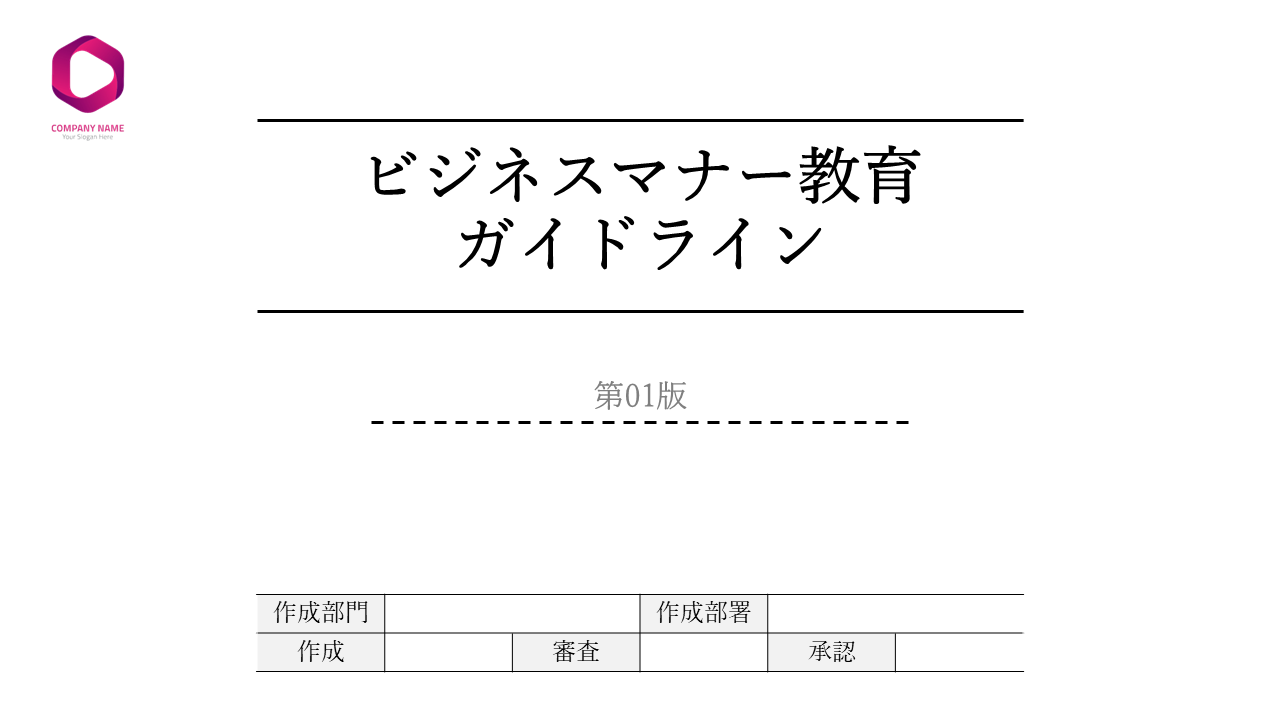 COMPANY NAME
Your Slogan Here
ビジネスマナー教育
ガイドライン
第01版
作成部門
作成部署
作成
審査
承認